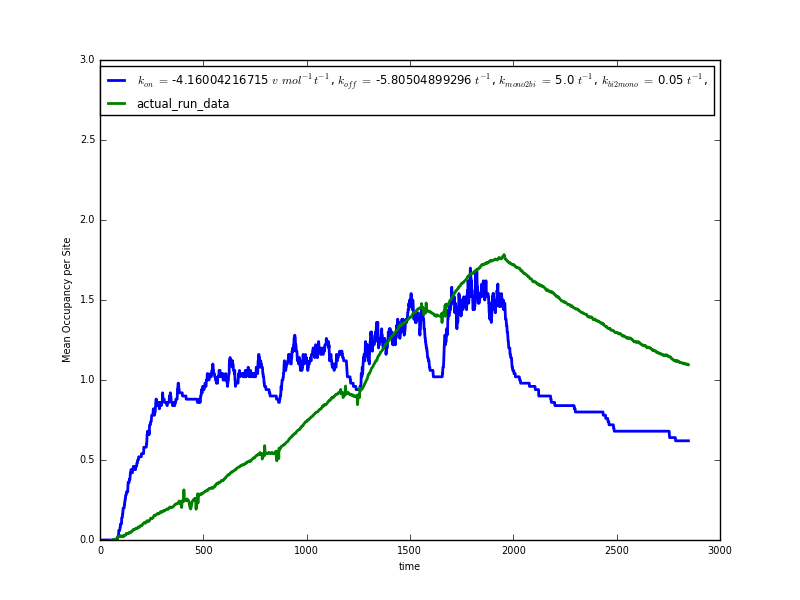 k_on = -4.16004216715 v mol^−1 t^−1, k_off = -5.80504899296 t^−1, k_mono2bi = 5.0 t^−1, k_bi2mono = 0.05 t^−1,
actual_run_data
3.0
2.5
2.0
1.5
1.0
0.5
0.0
Mean Occupancy per Site
0 500 1000 1500 2000 2500 3000
time